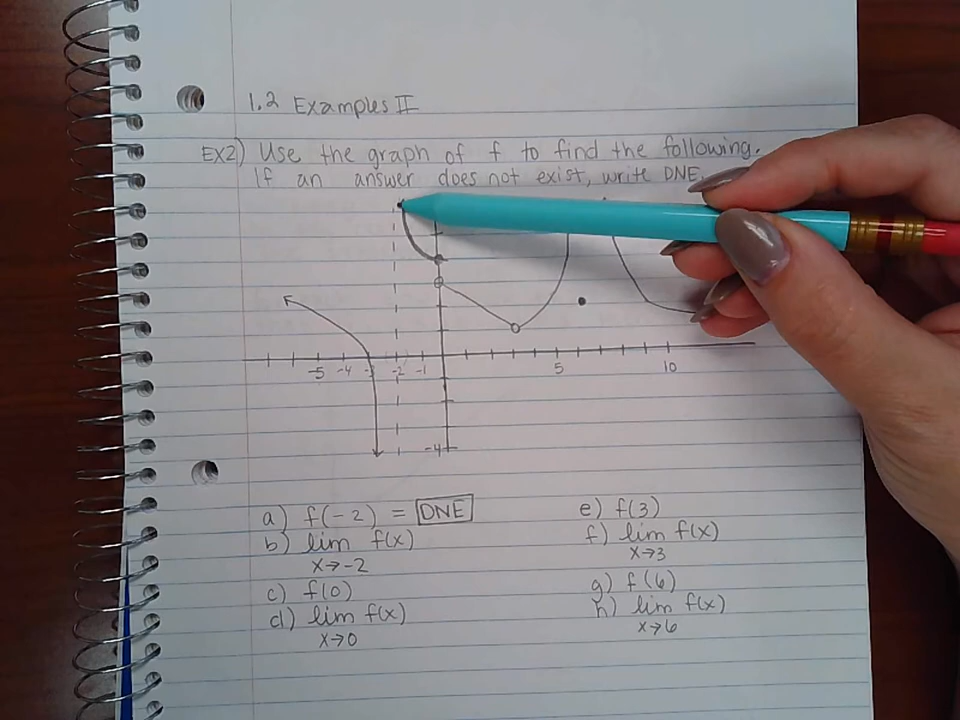 1.2 Examples II
Ex2) Use the graph of f to find the following.
If an answer does not exist, write DNE.
-5 -4 -3 -2 -1 5 10
-4
a) f(-2) = DNE
b) lim f(x)
x→-2
c) f(0)
d) lim f(x)
x→0
e) f(3)
f) lim f(x)
x→3
g) f(6)
h) lim f(x)
x→6